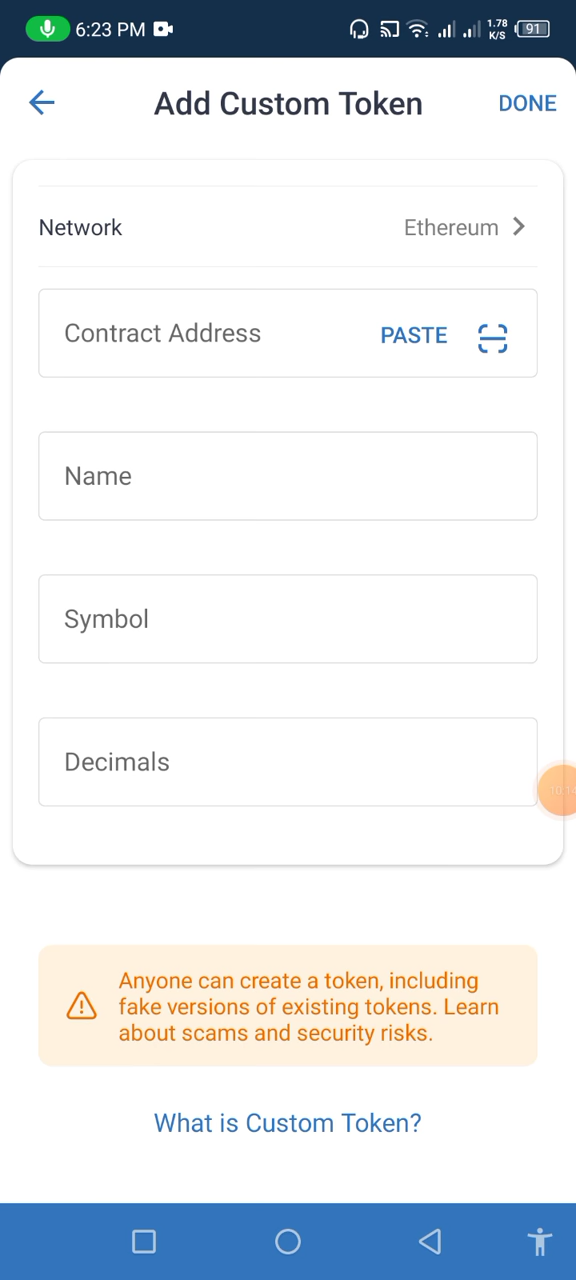 6:23 PM
1.78
K/S
91
Add Custom Token
DONE
Network
Ethereum
Contract Address
PASTE
Name
Symbol
Decimals
10:14
Anyone can create a token, including
fake versions of existing tokens. Learn
about scams and security risks.
What is Custom Token?